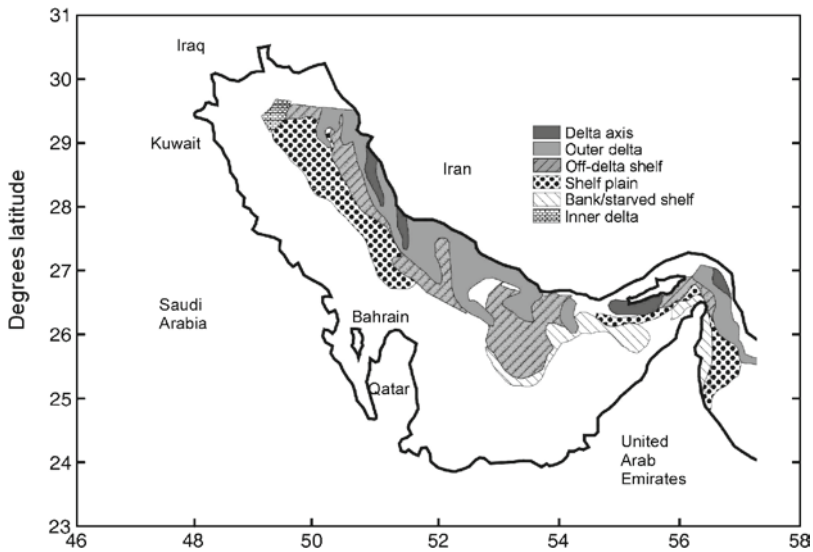 31
30
29
28
27
26
25
24
23
46
48
50
52
54
56
58
Degrees latitude
Iraq
Kuwait
Iran
Saudi
Arabia
Bahrain
Qatar
United
Arab
Emirates
Delta axis
Outer delta
Off-delta shelf
Shelf plain
Bank/starved shelf
Inner delta